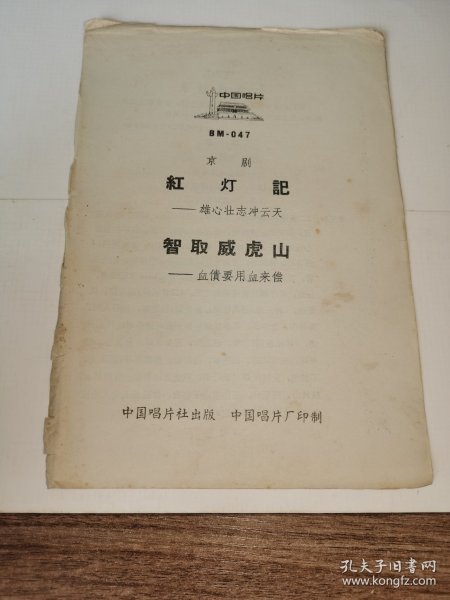 中国唱片
BM-047
京 剧
紅 灯 記
——雄心壮志冲云天
智取威虎山
——血债要用血来偿
中国唱片社出版 中国唱片厂印制
孔夫子旧书网
www.kongfz.com